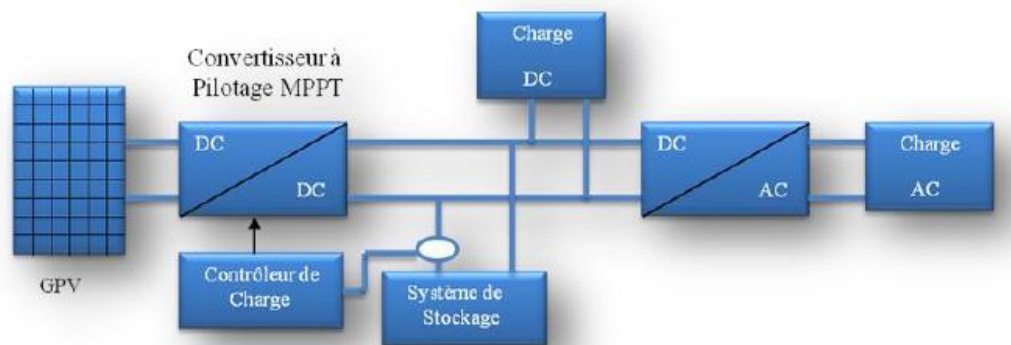 Convertisseur à
Pilotage MPPT
Charge
DC
DC
DC
DC
AC
Charge
AC
GPV
Contrôleur de
Charge
Système de
Stockage